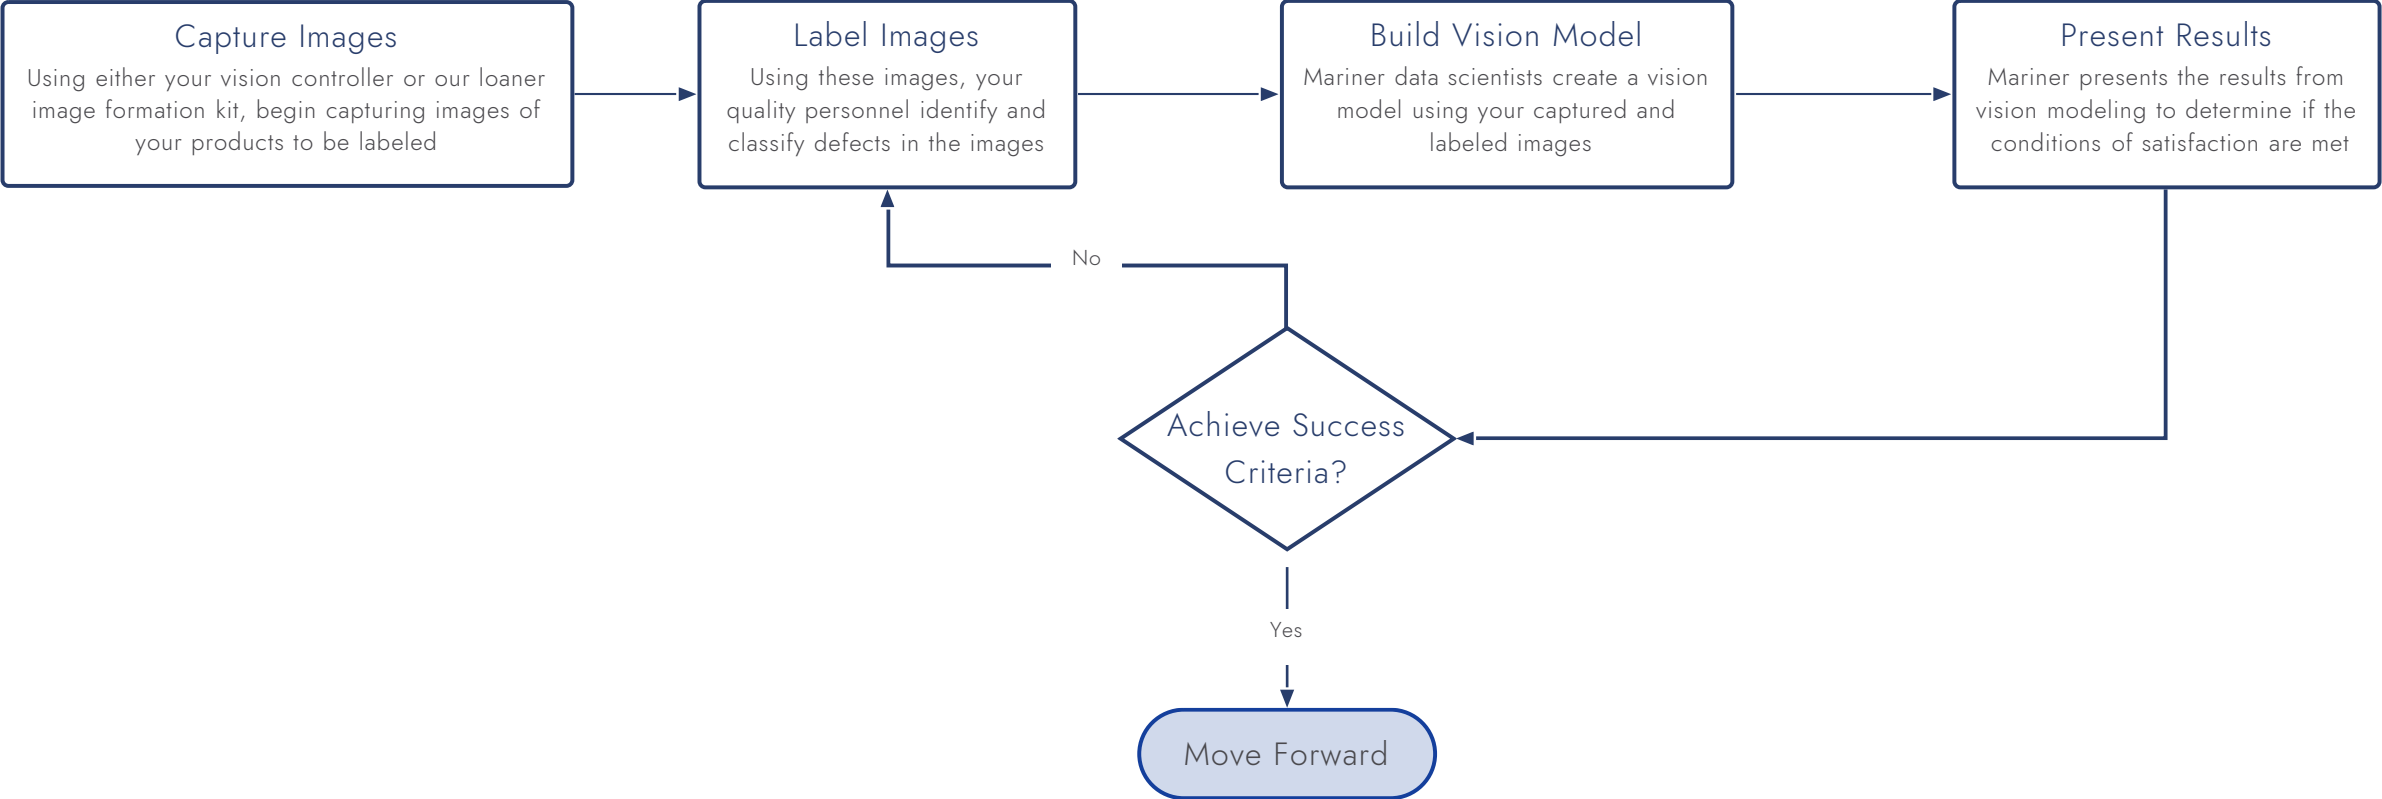 Capture Images
Using either your vision controller or our loaner
image formation kit, begin capturing images of
your products to be labeled
Label Images
Using these images, your
quality personnel identify and
classify defects in the images
Build Vision Model
Mariner data scientists create a vision
model using your captured and
labeled images
Present Results
Mariner presents the results from
vision modeling to determine if the
conditions of satisfaction are met
No
Achieve Success
Criteria?
Yes
Move Forward